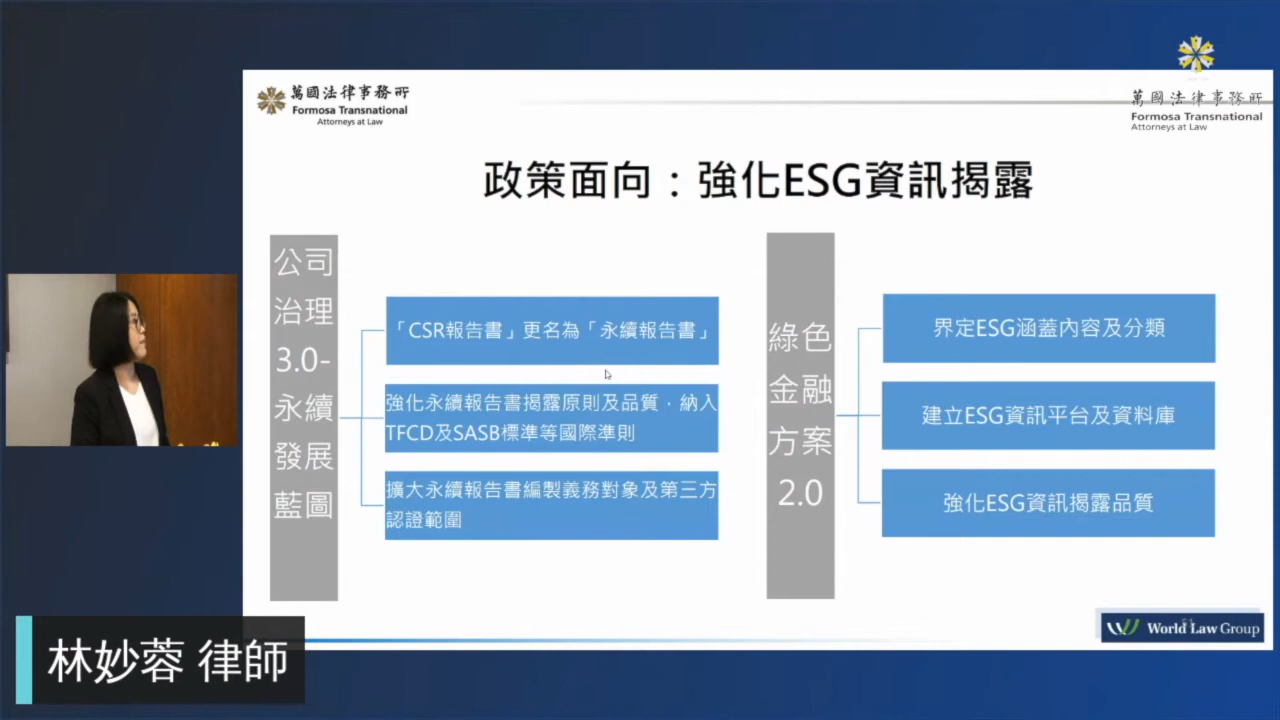 萬國法律事務所
Formosa Transnational
Attorneys at Law
萬國法律事務所
Formosa Transnational
Attorneys at Law
政策面向：強化ESG資訊揭露
公司
治理
3.0-
永續
發展
藍圖
「CSR報告書」更名為「永續報告書」
強化永續報告書揭露原則及品質，納入
TFCD及SASB標準等國際準則
擴大永續報告書編製義務對象及第三方
認證範圍
綠色
金融
方案
2.0
界定ESG涵蓋內容及分類
建立ESG資訊平台及資料庫
強化ESG資訊揭露品質
World Law Group
林妙蓉 律師